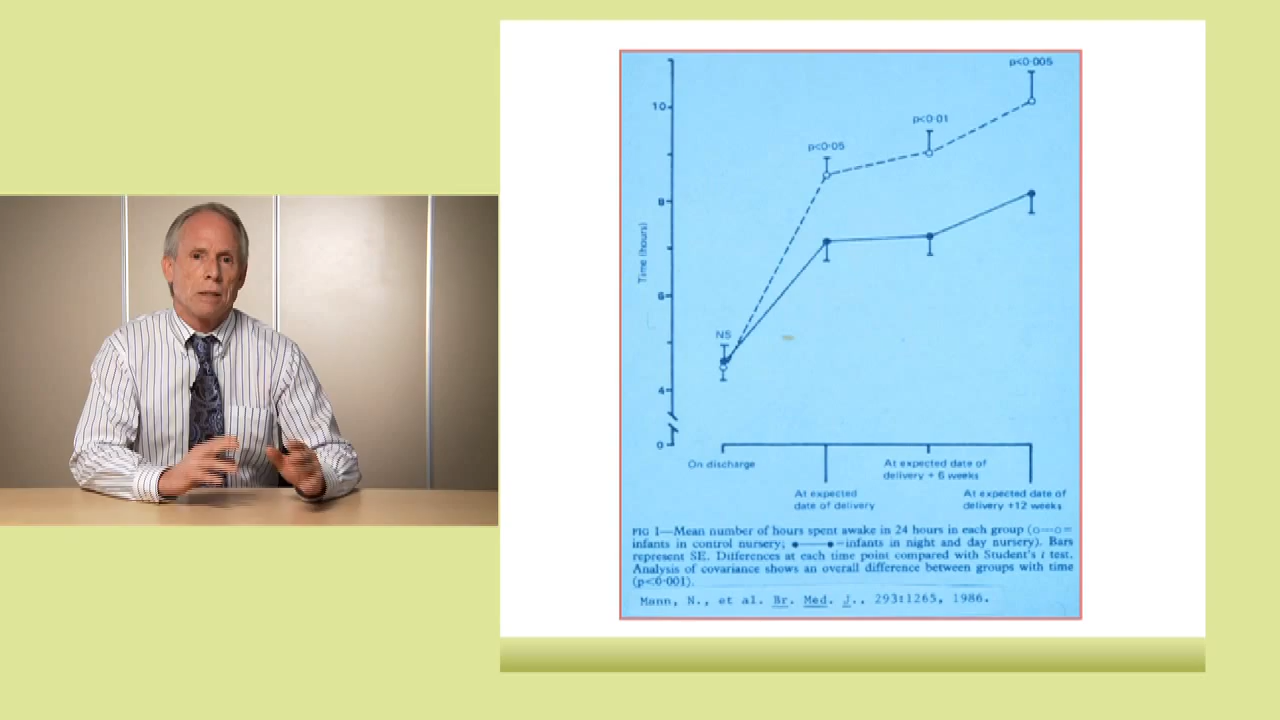 p<0·005
10
p<0·01
p<0·05
8
Time (hours)
6
NS
4
0
On discharge
At expected date of
delivery + 6 weeks
At expected
date of delivery
At expected date of
delivery +12 weeks
FIG 1—Mean number of hours spent awake in 24 hours in each group (o--o=
infants in control nursery; ●——●=infants in night and day nursery). Bars
represent SE. Differences at each time point compared with Student's t test.
Analysis of covariance shows an overall difference between groups with time
(p<0·001).
Mann, N., et al. Br. Med. J., 293:1265, 1986.